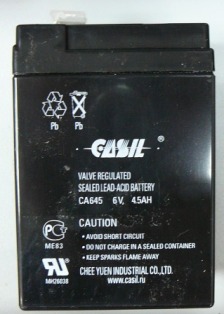 Pb Pb
CASIL
VALVE REGULATED
SEALED LEAD-ACID BATTERY
CA645 6V 4.5AH
CAUTION
• AVOID SHORT CIRCUIT
• DO NOT CHARGE IN A SEALED CONTAINER
• KEEP SPARKS FLAME AWAY
ME83
CHEE YUEN INDUSTRIAL CO.,LTD.
MH26038
www.casil.ru